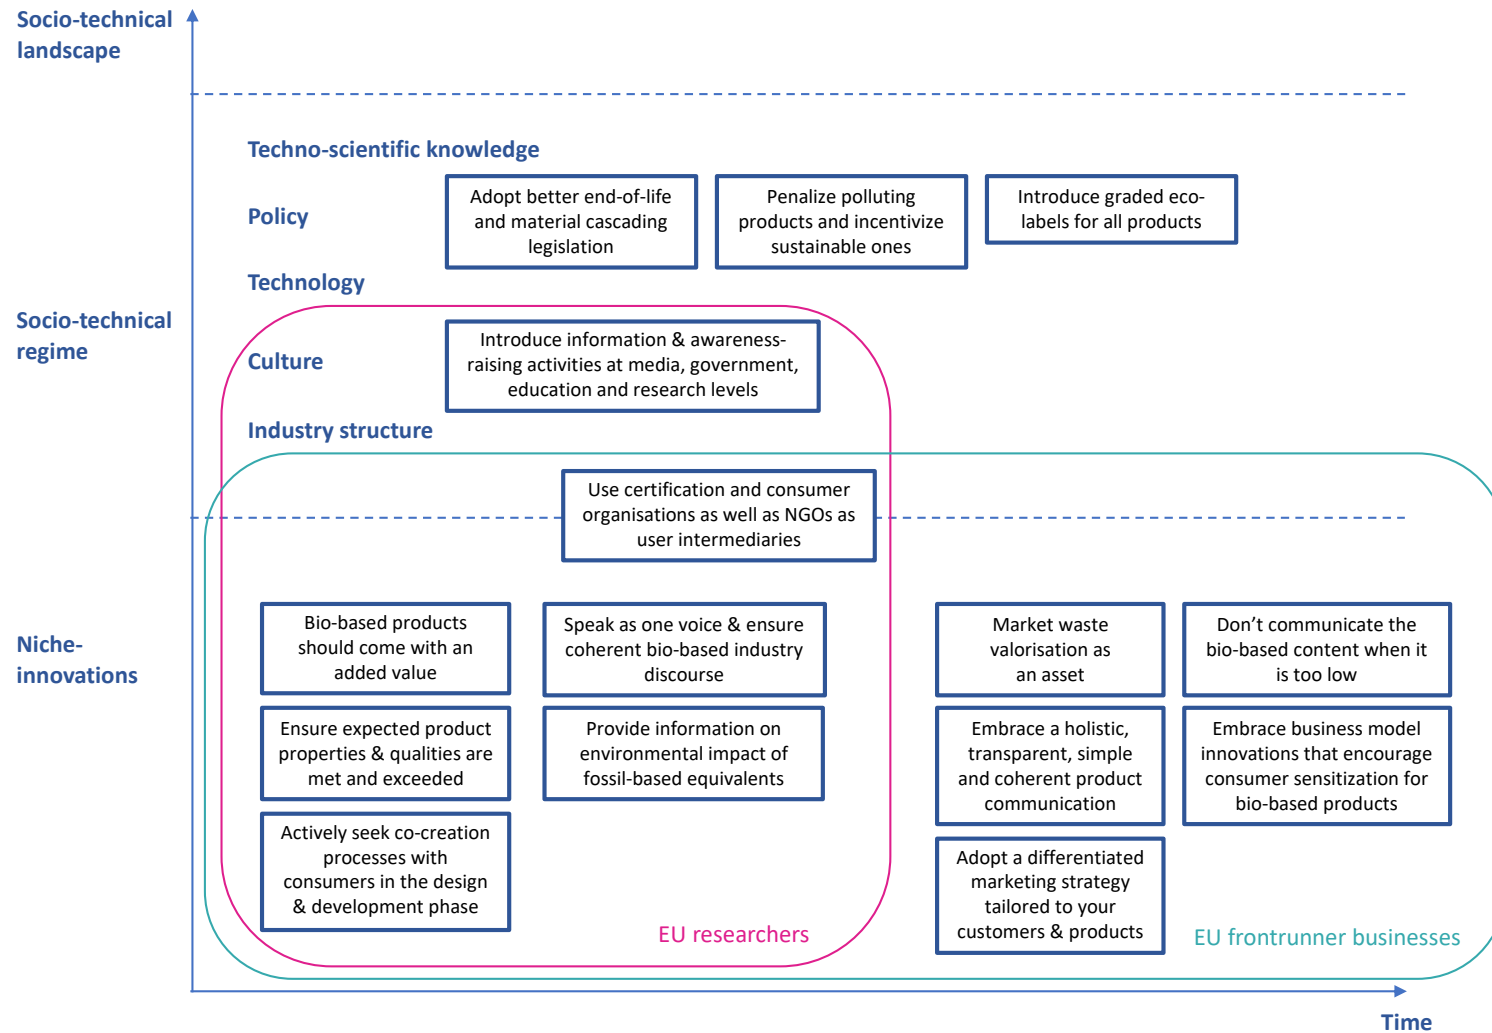 Socio-technical
landscape
Techno-scientific knowledge
Policy
Adopt better end-of-life
and material cascading
legislation
Penalize polluting
products and incentivize
sustainable ones
Introduce graded eco-
labels for all products
Technology
Socio-technical
regime
Culture
Introduce information & awareness-
raising activities at media, government,
education and research levels
Industry structure
Use certification and consumer
organisations as well as NGOs as
user intermediaries
Niche-
innovations
Bio-based products
should come with an
added value
Speak as one voice & ensure
coherent bio-based industry
discourse
Market waste
valorisation as
an asset
Don’t communicate the
bio-based content when it
is too low
Ensure expected product
properties & qualities are
met and exceeded
Provide information on
environmental impact of
fossil-based equivalents
Embrace a holistic,
transparent, simple
and coherent product
communication
Embrace business model
innovations that encourage
consumer sensitization for
bio-based products
Actively seek co-creation
processes with
consumers in the design
& development phase
Adopt a differentiated
marketing strategy
tailored to your
customers & products
EU researchers
EU frontrunner businesses
Time